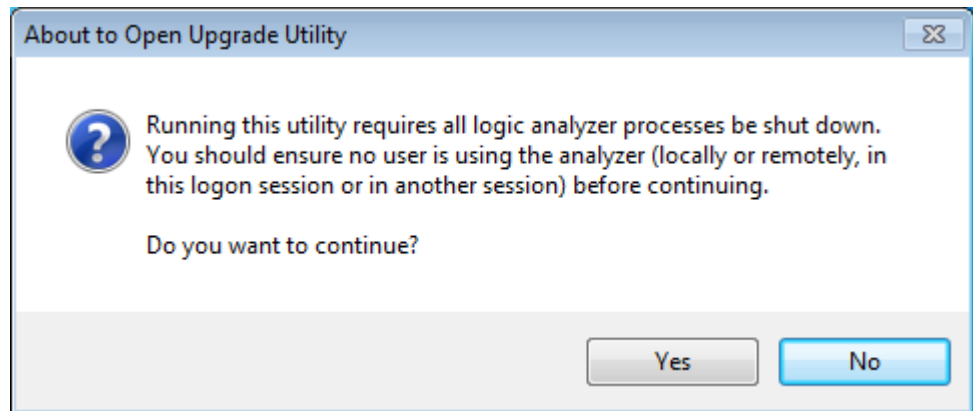 About to Open Upgrade Utility
Running this utility requires all logic analyzer processes be shut down.
You should ensure no user is using the analyzer (locally or remotely, in
this logon session or in another session) before continuing.
Do you want to continue?
Yes
No